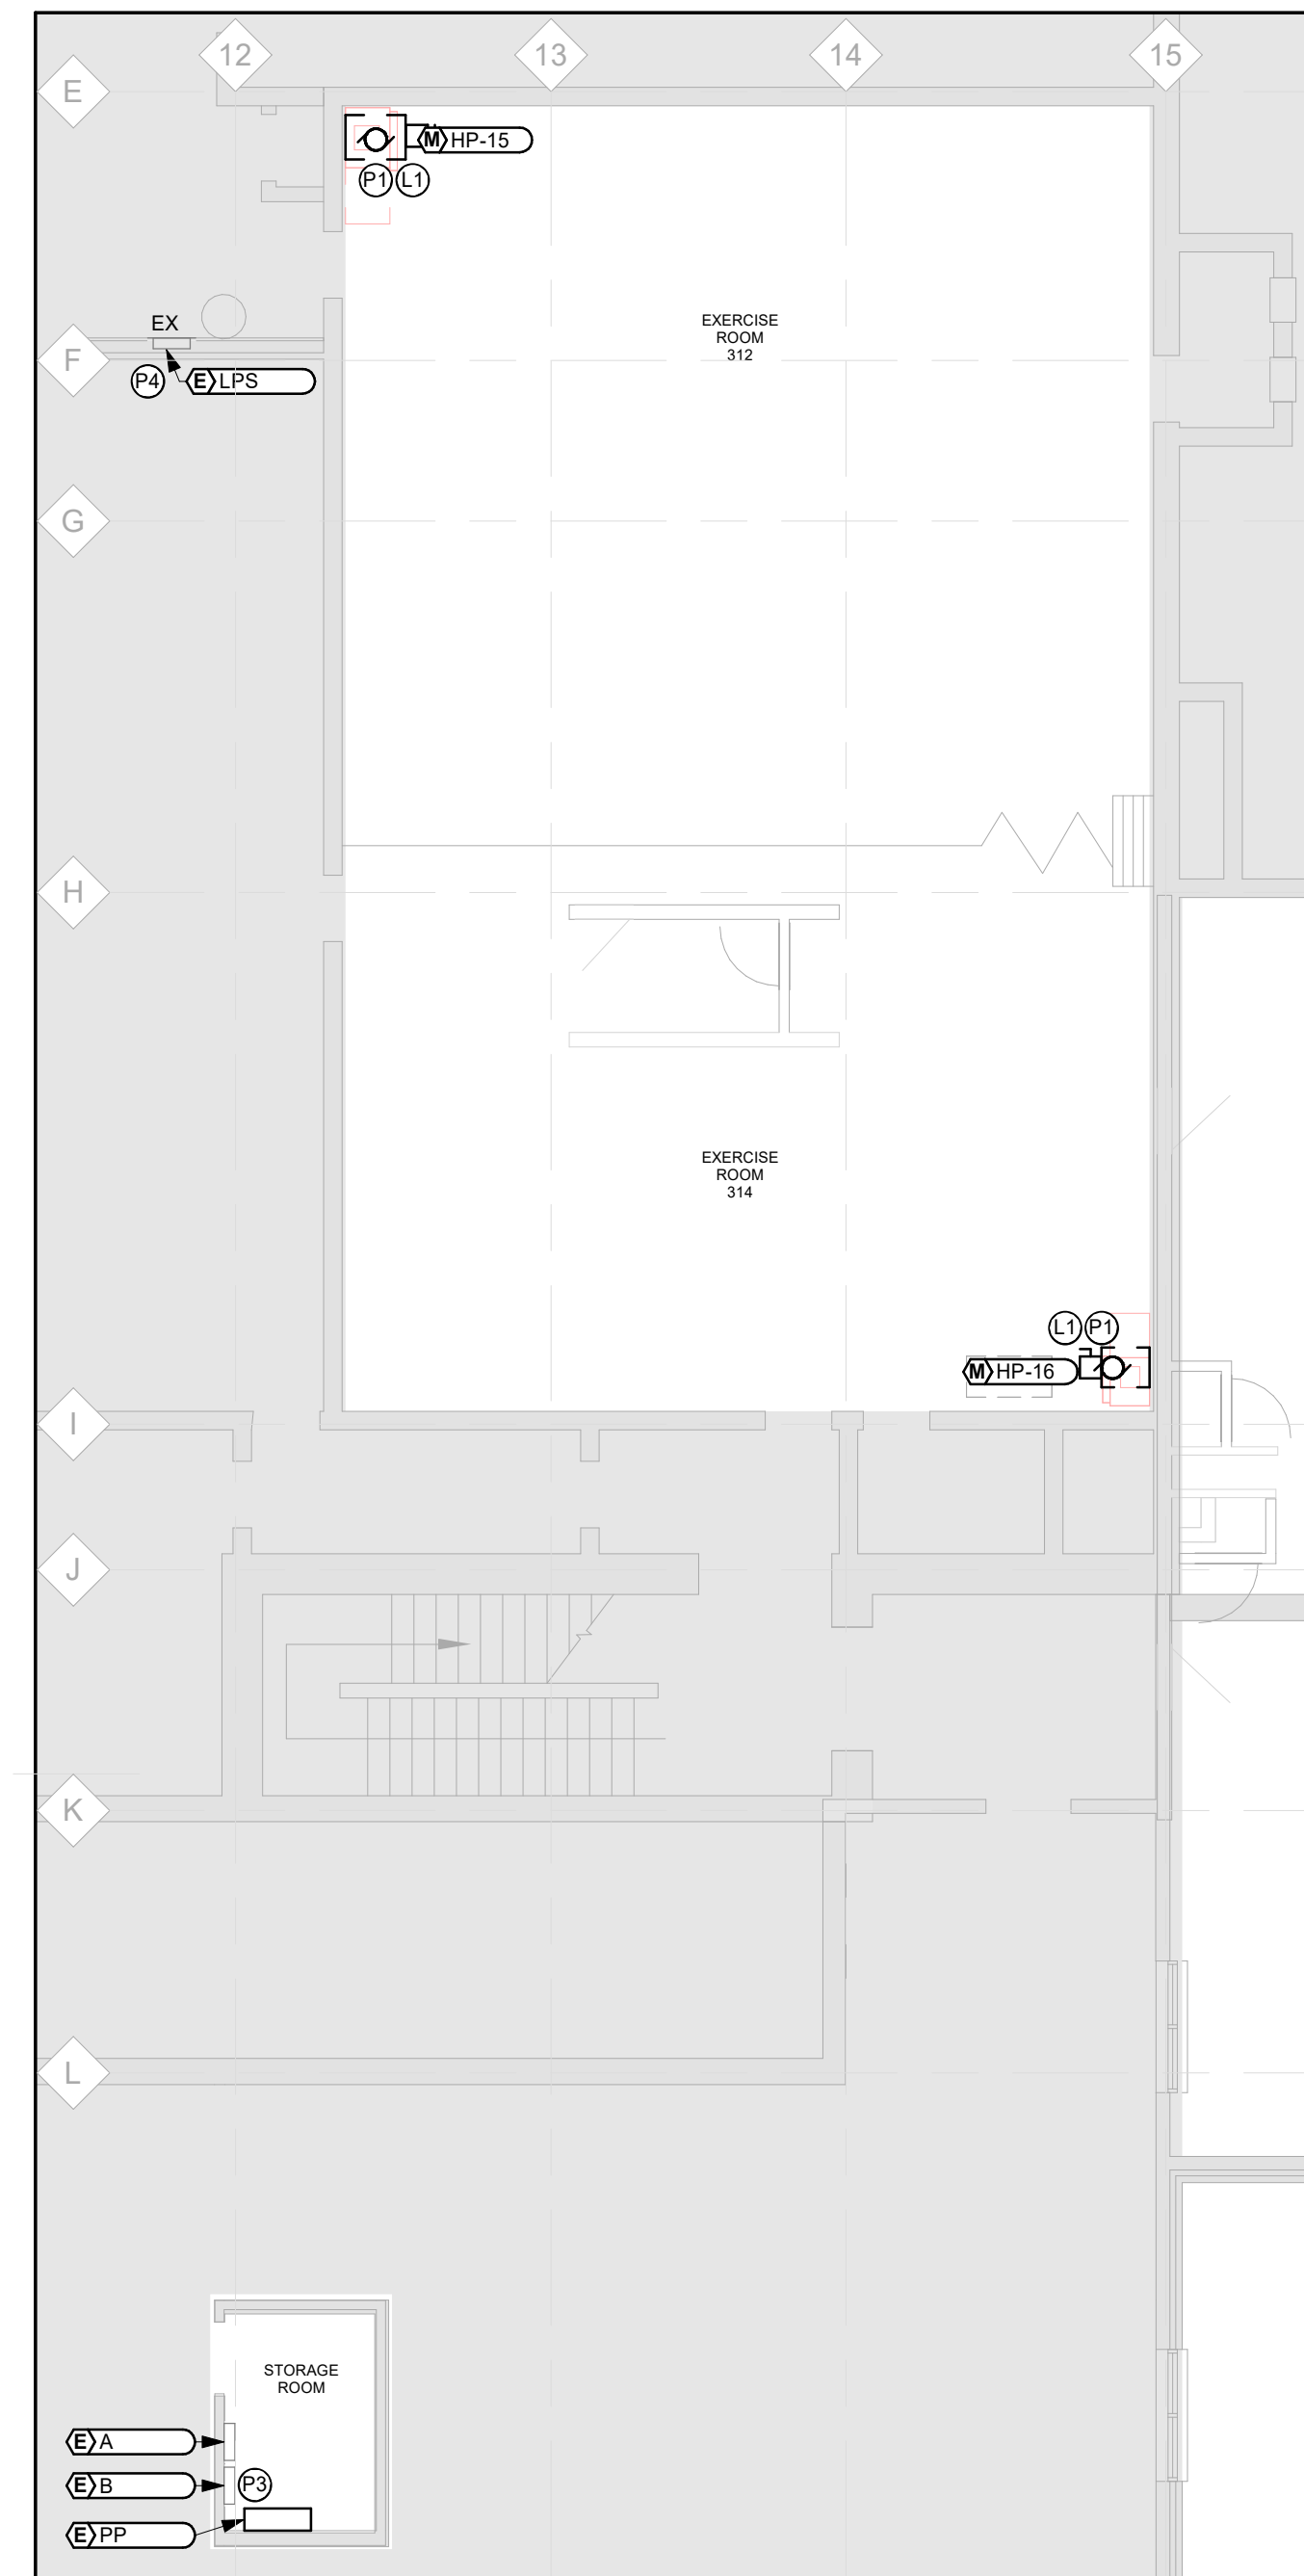 12
13
14
15
E
M HP-15
P1 L1
EXERCISE
ROOM
312
EX
F
P4
E LPS
G
H
EXERCISE
ROOM
314
L1 P1
M HP-16
I
J
K
L
STORAGE
ROOM
E A
E B
P3
E PP